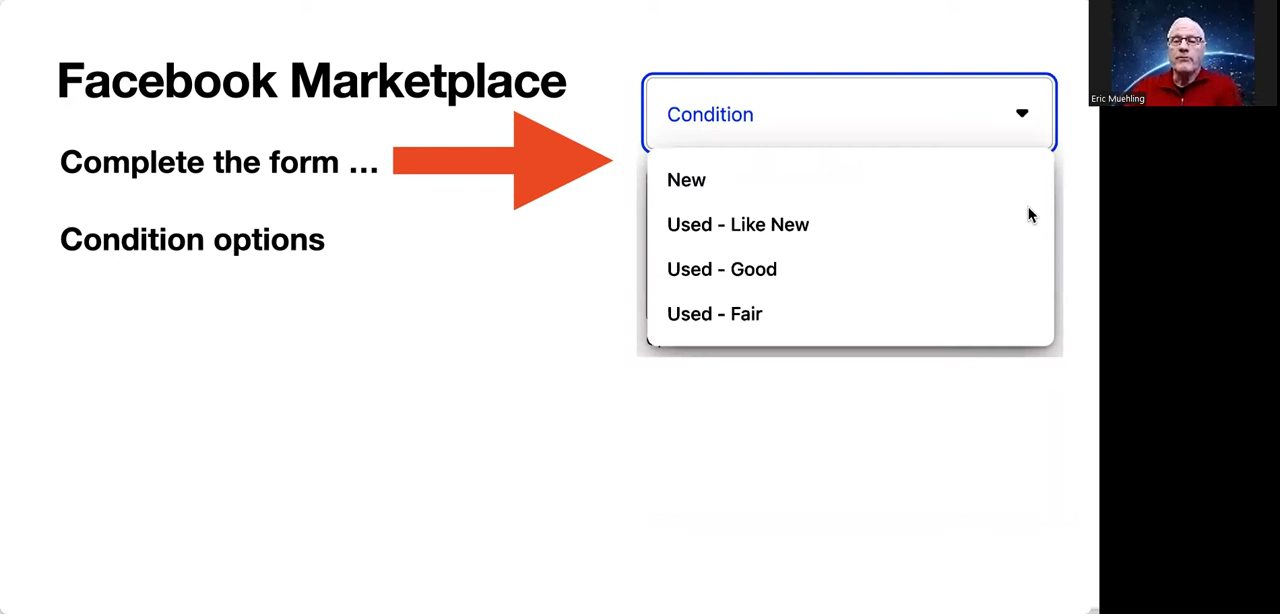 Facebook Marketplace
Complete the form ...
Condition options
Condition
New
Used - Like New
Used - Good
Used - Fair
Eric Muehling